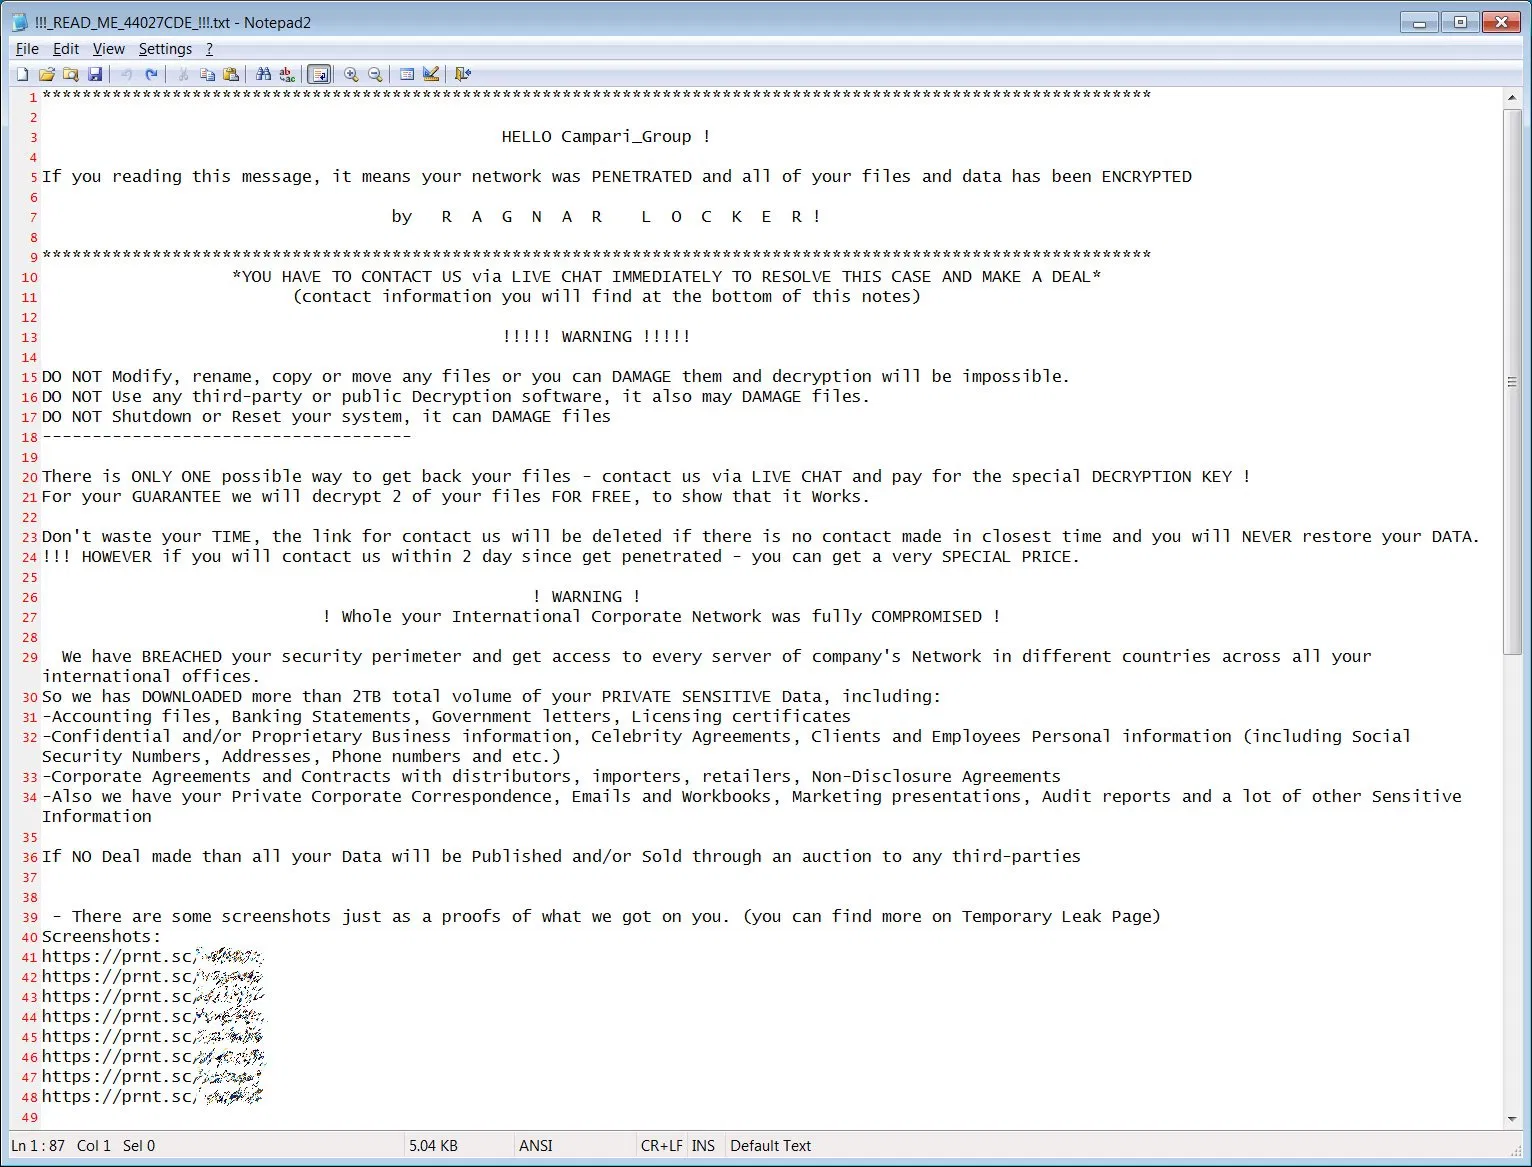 !!!_READ_ME_44027CDE_!!!.txt - Notepad2
File Edit View Settings ?
1 ***************************************************************************************************************
2
3 HELLO Campari_Group !
4
5 If you reading this message, it means your network was PENETRATED and all of your files and data has been ENCRYPTED
6
7 by R A G N A R L O C K E R !
8
9 ***************************************************************************************************************
10 *YOU HAVE TO CONTACT US via LIVE CHAT IMMEDIATELY TO RESOLVE THIS CASE AND MAKE A DEAL*
11 (contact information you will find at the bottom of this notes)
12
13 !!!!! WARNING !!!!!
14
15 DO NOT Modify, rename, copy or move any files or you can DAMAGE them and decryption will be impossible.
16 DO NOT Use any third-party or public Decryption software, it also may DAMAGE files.
17 DO NOT Shutdown or Reset your system, it can DAMAGE files
18 -------------------------------------
19
20 There is ONLY ONE possible way to get back your files - contact us via LIVE CHAT and pay for the special DECRYPTION KEY !
21 For your GUARANTEE we will decrypt 2 of your files FOR FREE, to show that it Works.
22
23 Don't waste your TIME, the link for contact us will be deleted if there is no contact made in closest time and you will NEVER restore your DATA.
24 !!! HOWEVER if you will contact us within 2 day since get penetrated - you can get a very SPECIAL PRICE.
25
26 ! WARNING !
27 ! Whole your International Corporate Network was fully COMPROMISED !
28
29 We have BREACHED your security perimeter and get access to every server of company's Network in different countries across all your
international offices.
30 So we has DOWNLOADED more than 2TB total volume of your PRIVATE SENSITIVE Data, including:
31 -Accounting files, Banking Statements, Government letters, Licensing certificates
32 -Confidential and/or Proprietary Business information, Celebrity Agreements, Clients and Employees Personal information (including Social
Security Numbers, Addresses, Phone numbers and etc.)
33 -Corporate Agreements and Contracts with distributors, importers, retailers, Non-Disclosure Agreements
34 -Also we have your Private Corporate Correspondence, Emails and Workbooks, Marketing presentations, Audit reports and a lot of other Sensitive
Information
35
36 If NO Deal made than all your Data will be Published and/or Sold through an auction to any third-parties
37
38
39 - There are some screenshots just as a proofs of what we got on you. (you can find more on Temporary Leak Page)
40 Screenshots:
41 https://prnt.sc/
42 https://prnt.sc/
43 https://prnt.sc/
44 https://prnt.sc/
45 https://prnt.sc/
46 https://prnt.sc/
47 https://prnt.sc/
48 https://prnt.sc/
49
Ln 1 : 87 Col 1 Sel 0 5.04 KB ANSI CR+LF INS Default Text